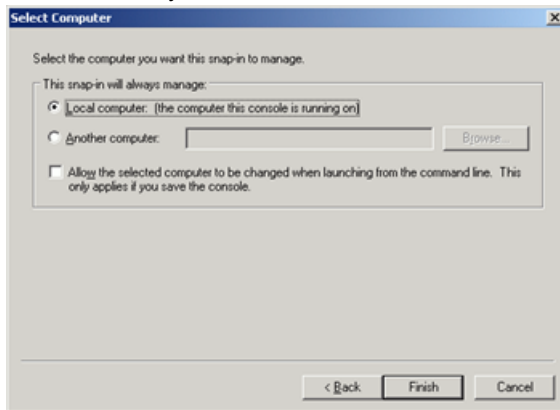 Select Computer
Select the computer you want this snap-in to manage.
This snap-in will always manage:
Local computer: (the computer this console is running on)
Another computer:
Browse...
Allow the selected computer to be changed when launching from the command line. This
only applies if you save the console.
< Back
Finish
Cancel